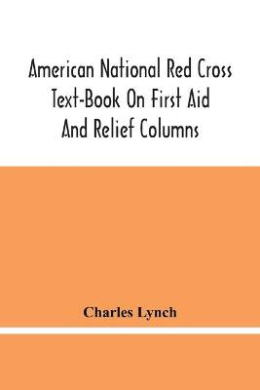 American National Red Cross
Text-Book On First Aid
And Relief Columns
Charles Lynch